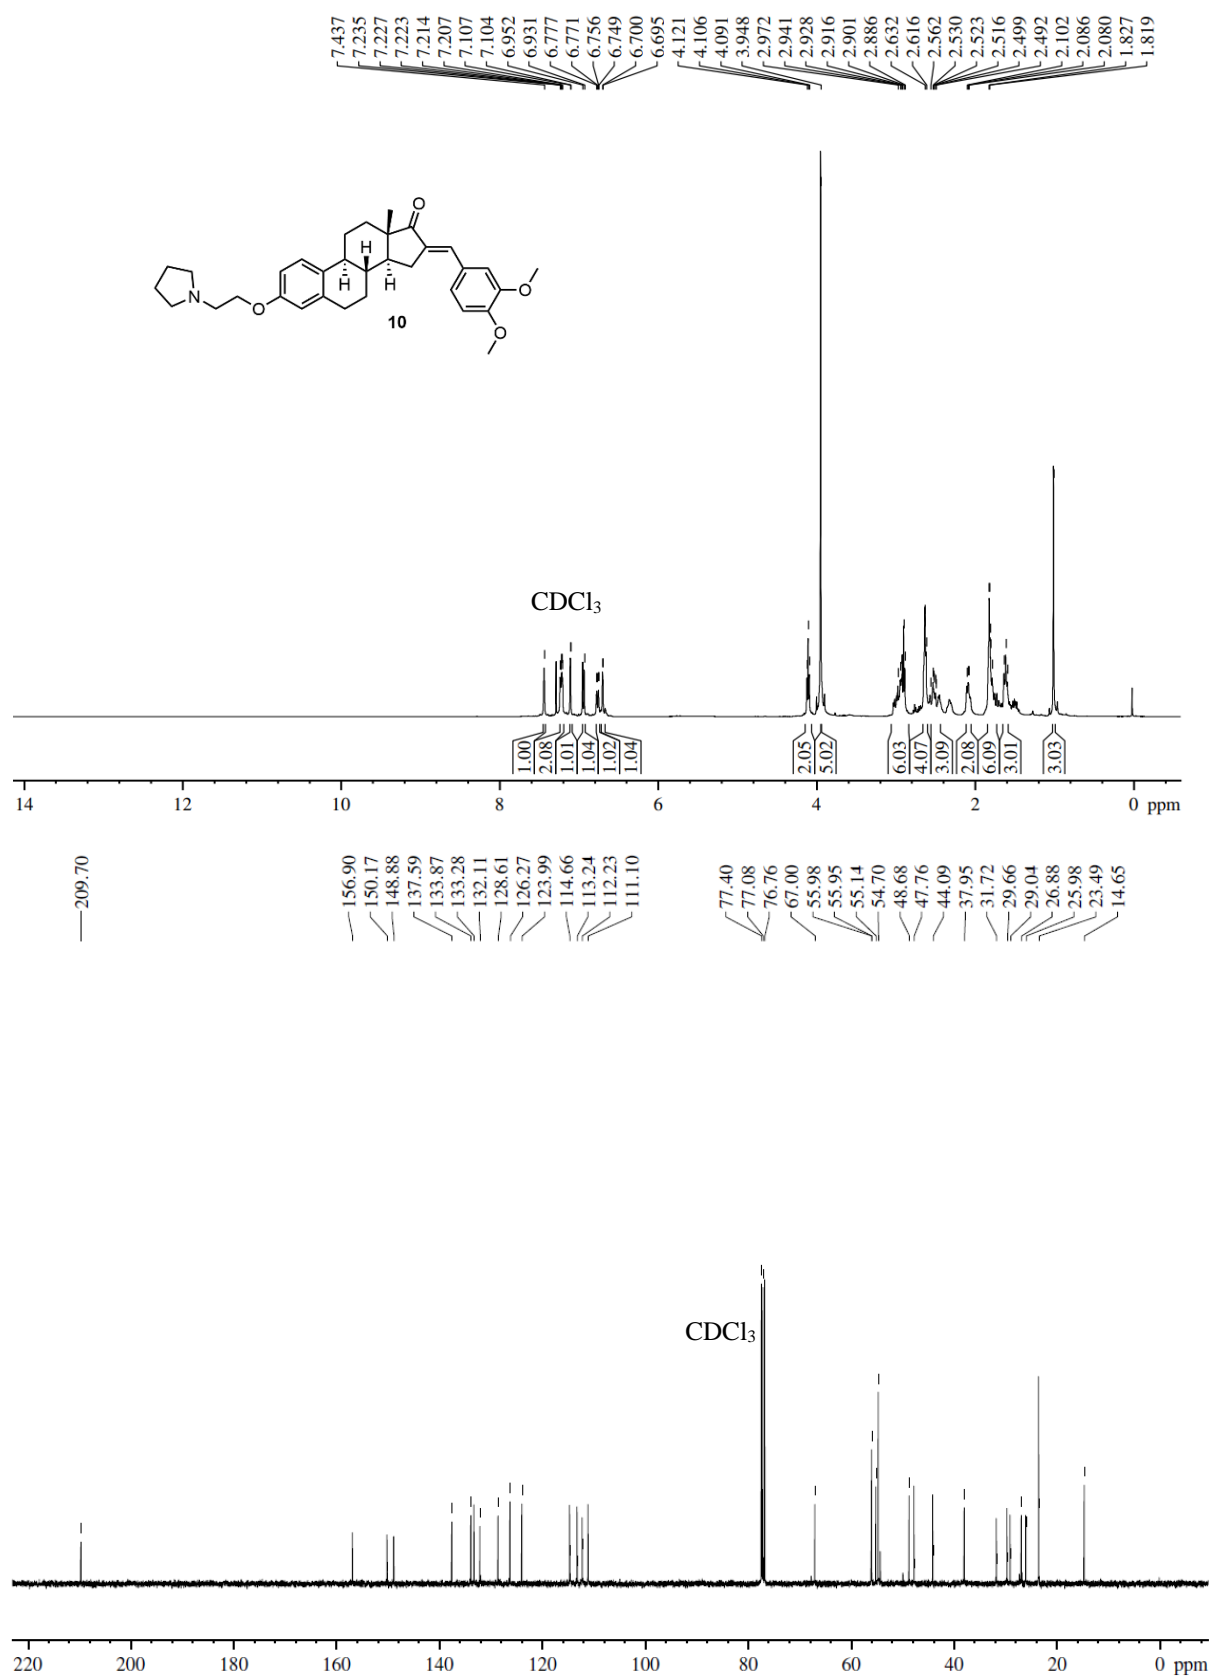 7.437 7.235 7.227 7.223 7.214 7.207 7.107 7.104 6.952 6.931 6.777 6.771 6.756 6.749 6.700 6.695 4.121 4.106 4.091 3.948 2.972 2.941 2.928 2.916 2.901 2.886 2.632 2.616 2.562 2.530 2.523 2.516 2.499 2.492 2.102 2.086 2.080 1.827 1.819
O
H
N
O
H
H
O
10
O
CDCl3
1.00 2.08 1.01 1.04 1.02 1.04 2.05 5.02 6.03 4.07 3.09 2.08 6.09 3.01 3.03
14 12 10 8 6 4 2 0 ppm
209.70 156.90 150.17 148.88 137.59 133.87 133.28 132.11 128.61 126.27 123.99 114.66 113.24 112.23 111.10 77.40 77.08 76.76 67.00 55.98 55.95 55.14 54.70 48.68 47.76 44.09 37.95 31.72 29.66 29.04 26.88 25.98 23.49 14.65
CDCl3
220 200 180 160 140 120 100 80 60 40 20 0 ppm